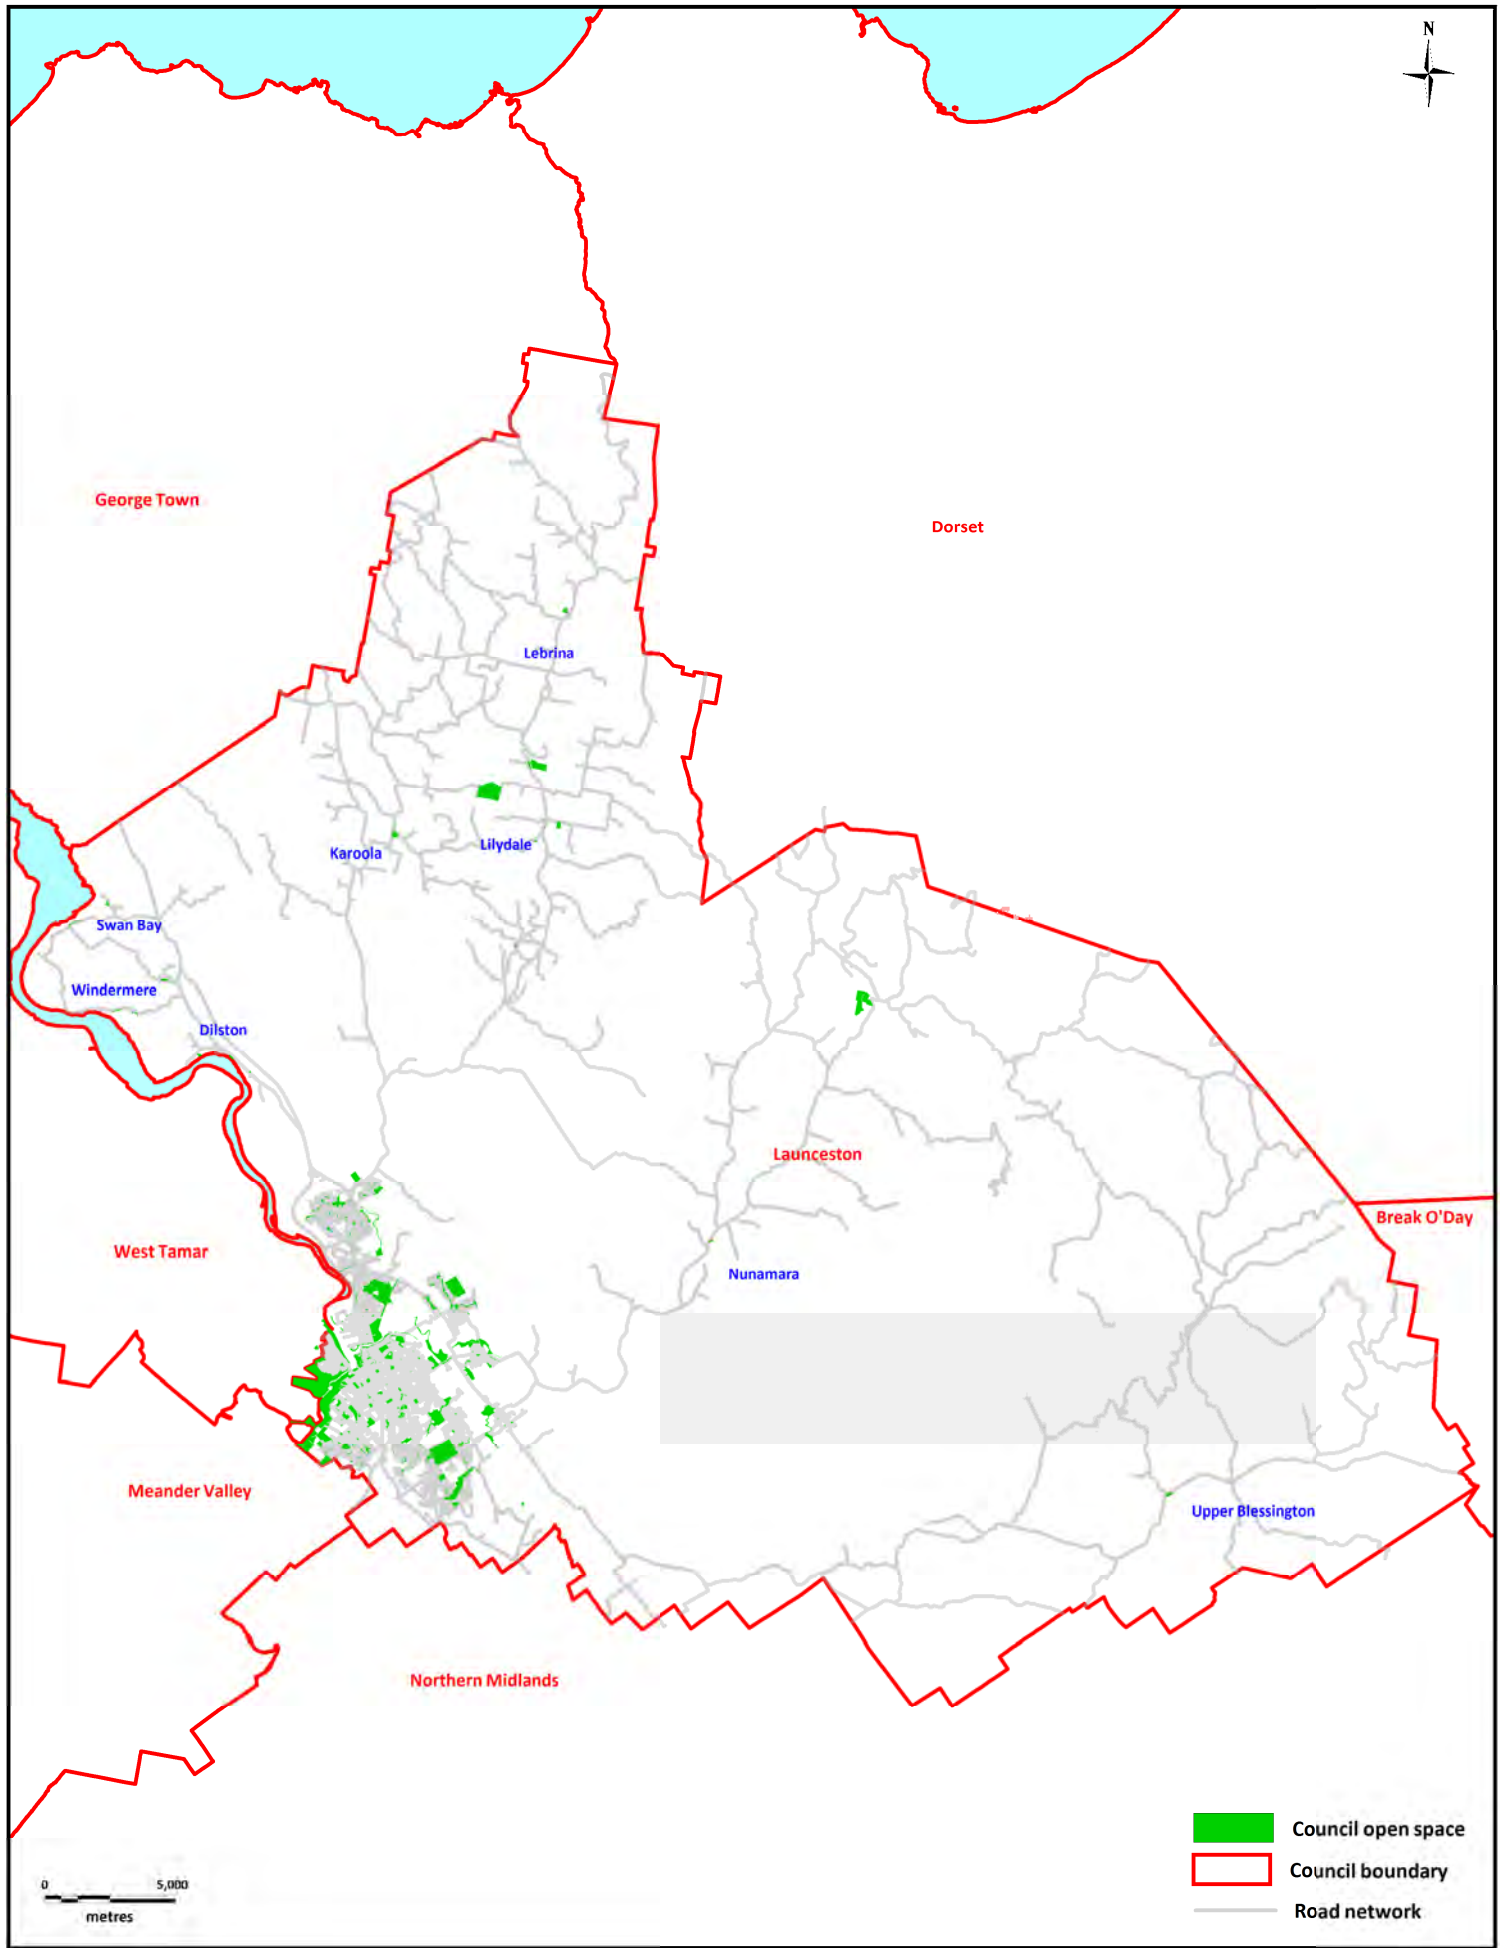 N
George Town
Dorset
Lebrina
Karoola
Lilydale
Swan Bay
Windermere
Dilston
Launceston
Break O'Day
West Tamar
Nunamara
Meander Valley
Upper Blessington
Northern Midlands
Council open space
Council boundary
Road network
0 5,000
metres